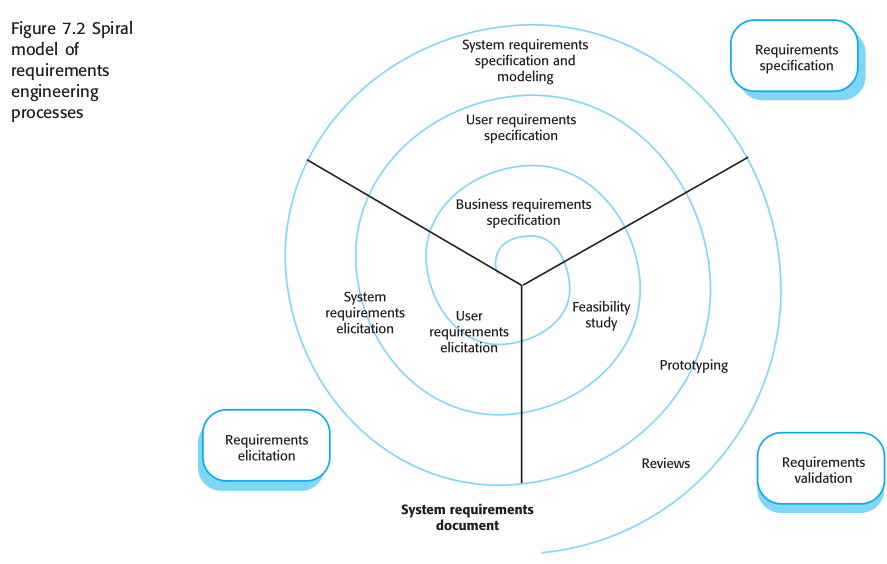 Figure 7.2 Spiral
model of
requirements
engineering
processes
System requirements
specification and
modeling
Requirements
specification
User requirements
specification
Business requirements
specification
System
requirements
elicitation
User
requirements
elicitation
Feasibility
study
Prototyping
Requirements
elicitation
Reviews
Requirements
validation
System requirements
document